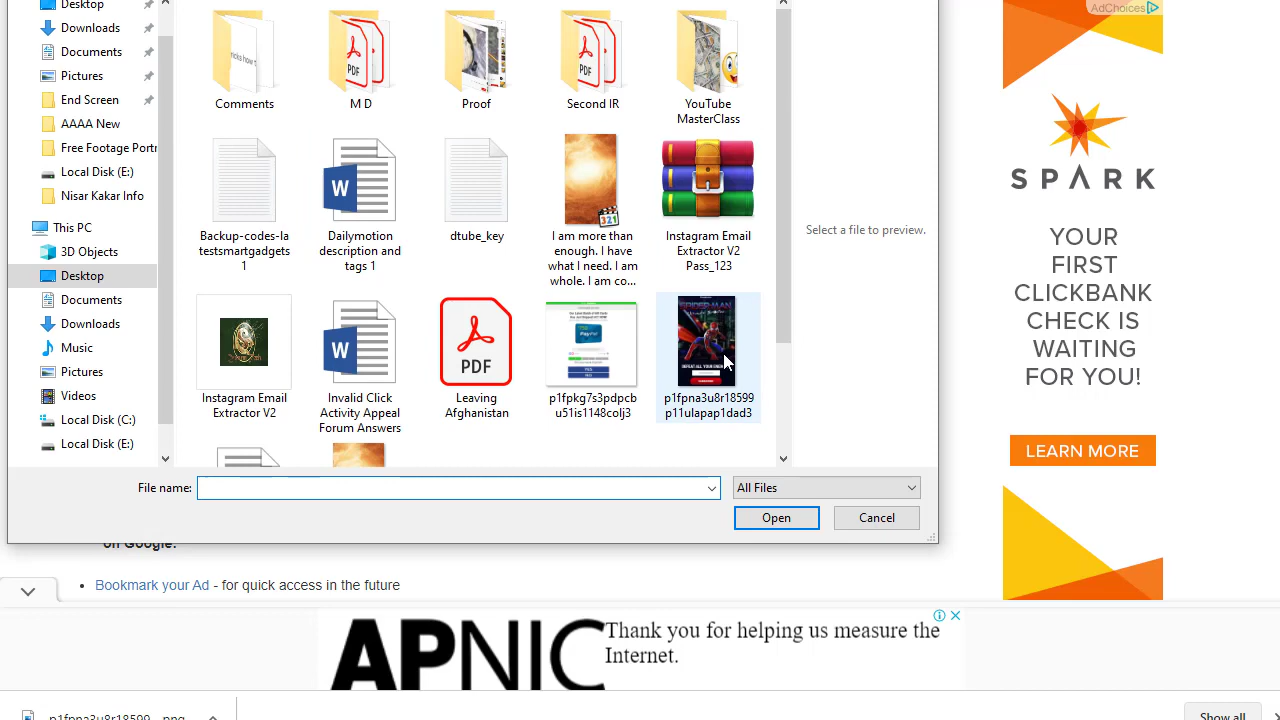 Desktop
Downloads
Documents
Pictures
End Screen
AAAA New
Free Footage Portr
Local Disk (E:)
Nisar Kakar Info
This PC
3D Objects
Desktop
Documents
Downloads
Music
Pictures
Videos
Local Disk (C:)
Local Disk (E:)
Comments
M D
Proof
Second IR
YouTube
MasterClass
Backup-codes-la
testsmartgadgets
1
Dailymotion
description and
tags 1
dtube_key
I am more than
enough. I have
what I need. I am
whole. I am co...
Instagram Email
Extractor V2
Pass_123
Instagram Email
Extractor V2
Invalid Click
Activity Appeal
Forum Answers
PDF
Leaving
Afghanistan
p1fpkg7s3pdpcb
u51is1148colj3
p1fpna3u8r18599
p11ulapap1dad3
Select a file to preview.
File name:
All Files
Open
Cancel
on Google.
Bookmark your Ad - for quick access in the future
AdChoices
SPARK
YOUR
FIRST
CLICKBANK
CHECK IS
WAITING
FOR YOU!
LEARN MORE
APNIC
Thank you for helping us measure the
Internet.
p1fpna3u8r18599....png
Show all